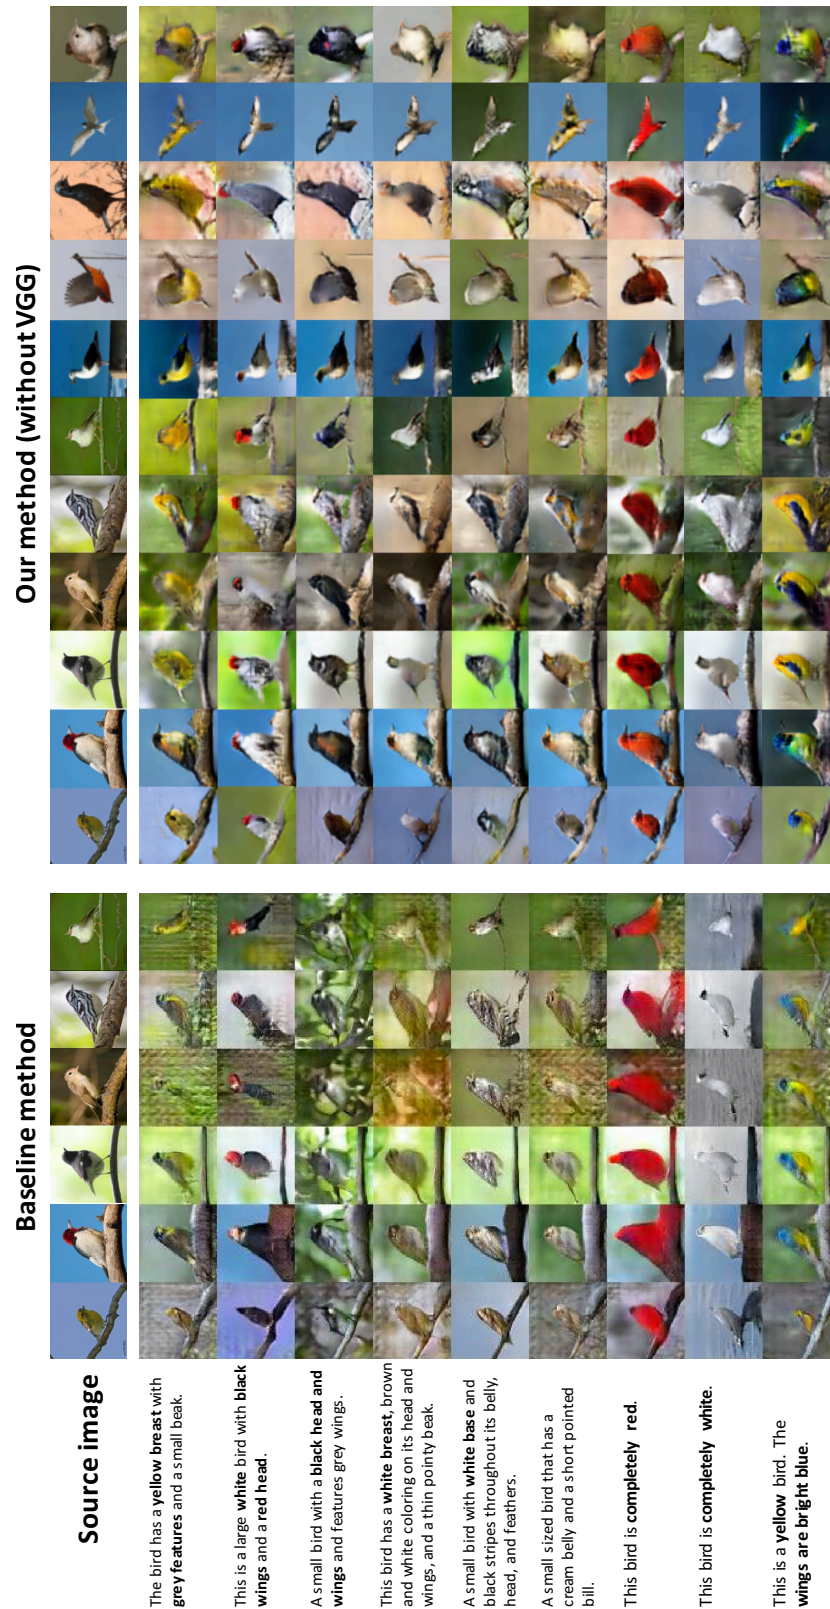 Baseline method
Our method (without VGG)
Source image
The bird has a yellow breast with
grey features and a small beak.
This is a large white bird with black
wings and a red head.
A small bird with a black head and
wings and features grey wings.
This bird has a white breast, brown
and white coloring on its head and
wings, and a thin pointy beak.
A small bird with white base and
black stripes throughout its belly,
head, and feathers.
A small sized bird that has a
cream belly and a short pointed
bill.
This bird is completely red.
This bird is completely white.
This is a yellow bird. The
wings are bright blue.